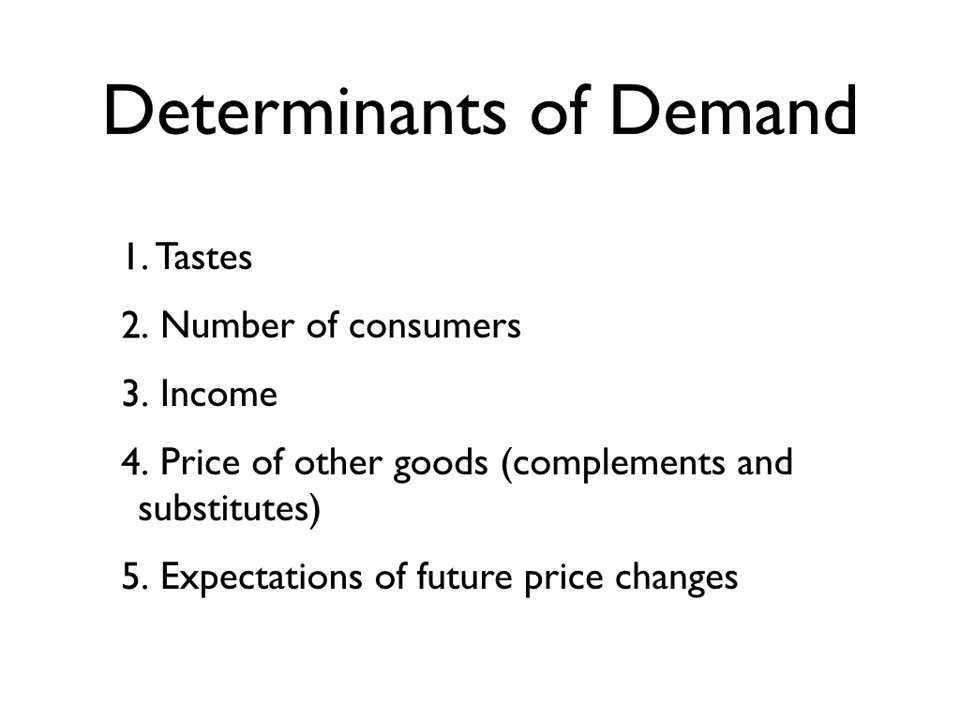 Determinants of Demand
1. Tastes
2. Number of consumers
3. Income
4. Price of other goods (complements and
substitutes)
5. Expectations of future price changes